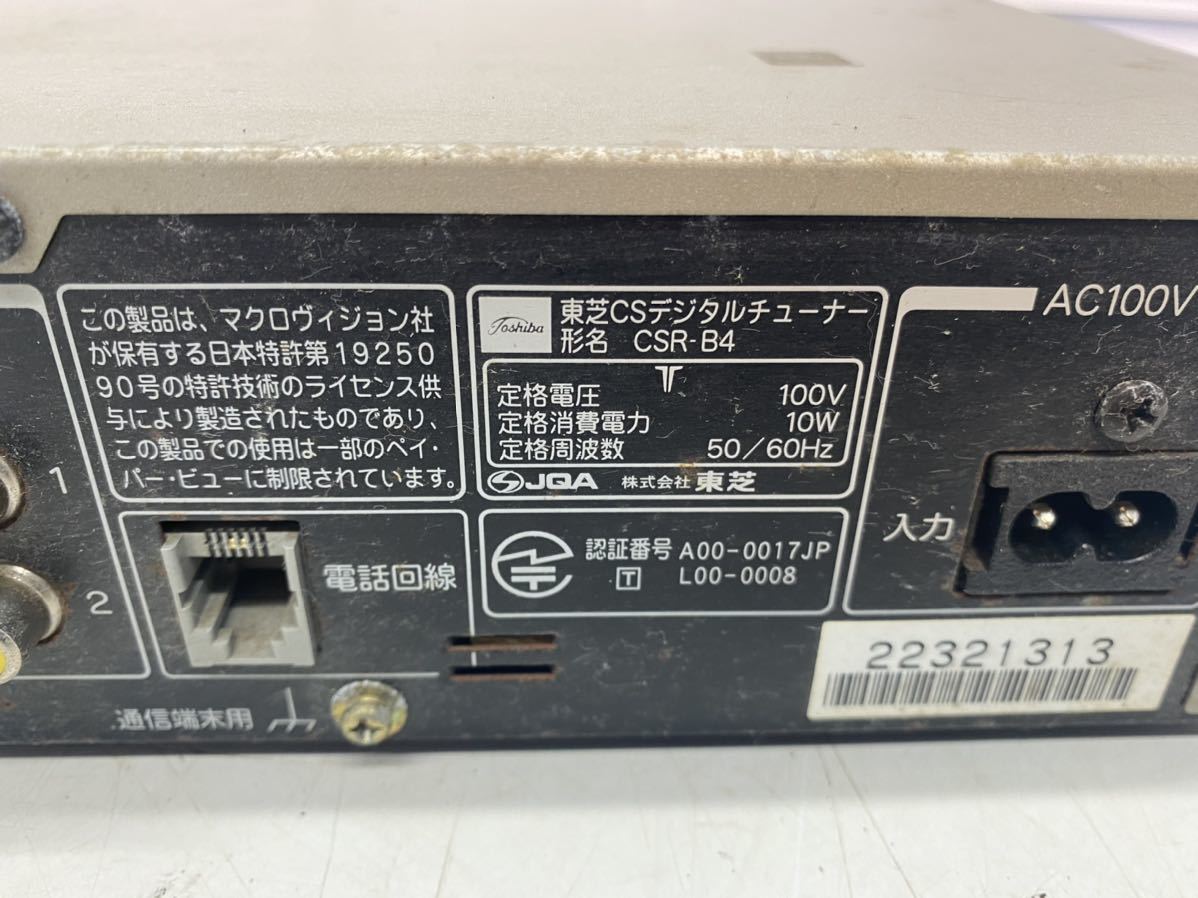 この製品は、マクロヴィジョン社
が保有する日本特許第19250
90号の特許技術のライセンス供
与により製造されたものであり、
この製品での使用は一部のペイ・
パー・ビューに制限されています。
Toshiba
東芝CSデジタルチューナー
形名 CSR-B4
定格電圧 100V
定格消費電力 10W
定格周波数 50/60Hz
JQA 株式会社 東芝
AC100V
入力
1
2
電話回線
認証番号 A00-0017JP
T L00-0008
通信端末用
22321313